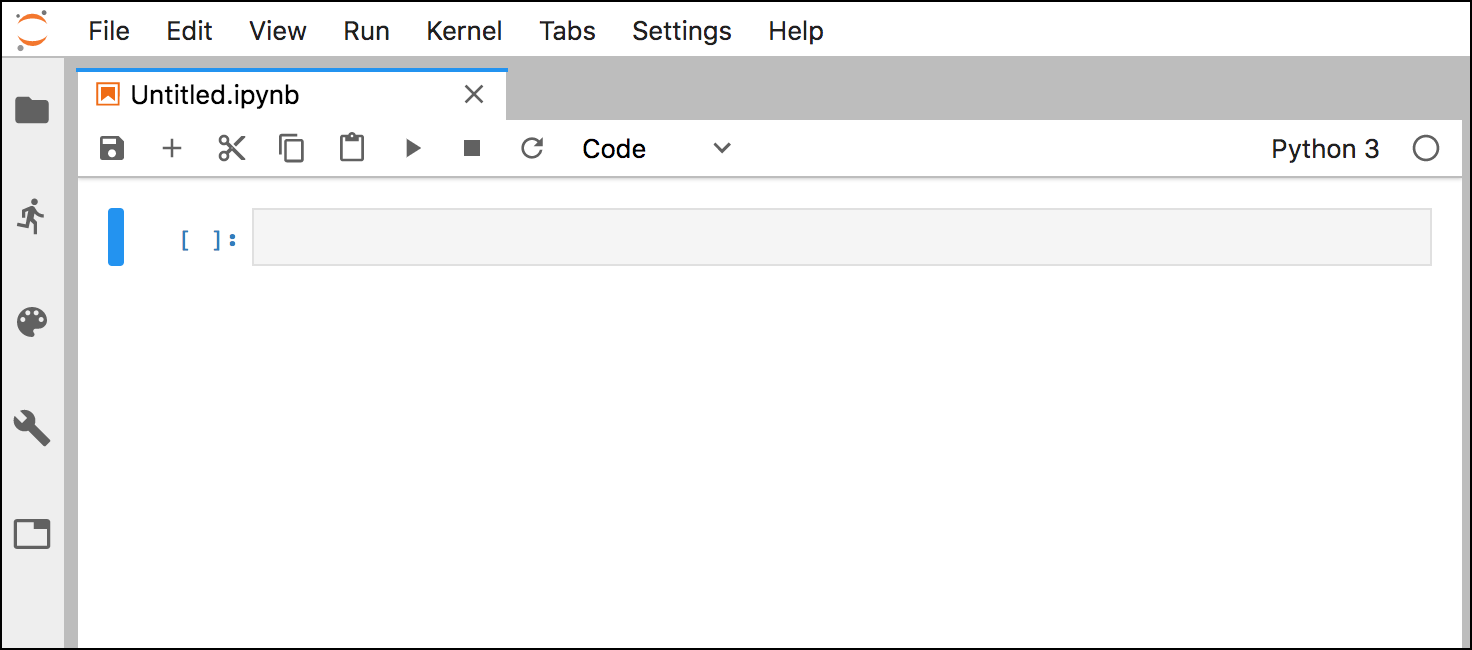 File Edit View Run Kernel Tabs Settings Help
Untitled.ipynb
Code Python 3
[ ]: